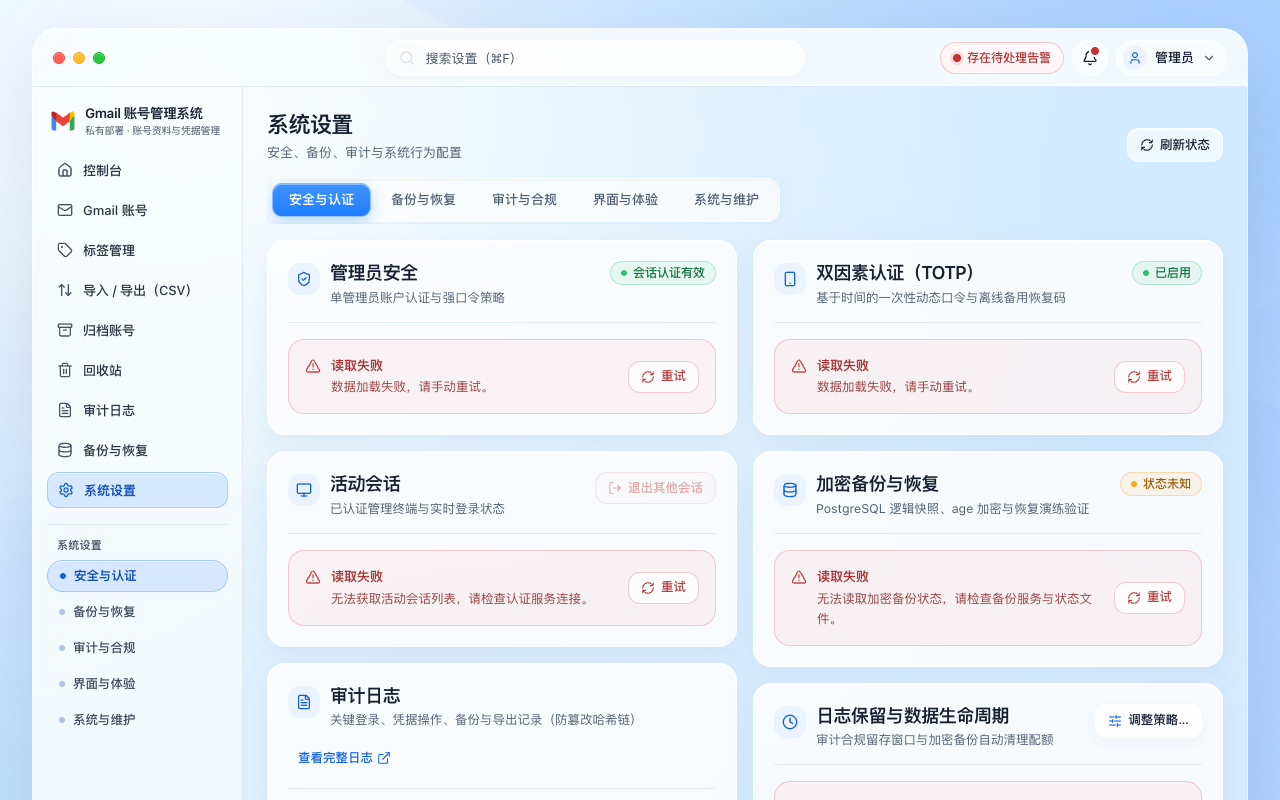 搜索设置（⌘F）
存在待处理告警
管理员
Gmail 账号管理系统
私有部署 · 账号资料与凭据管理
控制台
Gmail 账号
标签管理
导入 / 导出（CSV）
归档账号
回收站
审计日志
备份与恢复
系统设置
系统设置
安全与认证
备份与恢复
审计与合规
界面与体验
系统与维护
系统设置
安全、备份、审计与系统行为配置
刷新状态
安全与认证
备份与恢复
审计与合规
界面与体验
系统与维护
管理员安全
单管理员账户认证与强口令策略
会话认证有效
读取失败
数据加载失败，请手动重试。
重试
双因素认证（TOTP）
基于时间的一次性动态口令与离线备用恢复码
已启用
读取失败
数据加载失败，请手动重试。
重试
活动会话
已认证管理终端与实时登录状态
退出其他会话
读取失败
无法获取活动会话列表，请检查认证服务连接。
重试
加密备份与恢复
PostgreSQL 逻辑快照、age 加密与恢复演练验证
状态未知
读取失败
无法读取加密备份状态，请检查备份服务与状态文
件。
重试
审计日志
关键登录、凭据操作、备份与导出记录（防篡改哈希链）
查看完整日志
日志保留与数据生命周期
审计合规留存窗口与加密备份自动清理配额
调整策略...